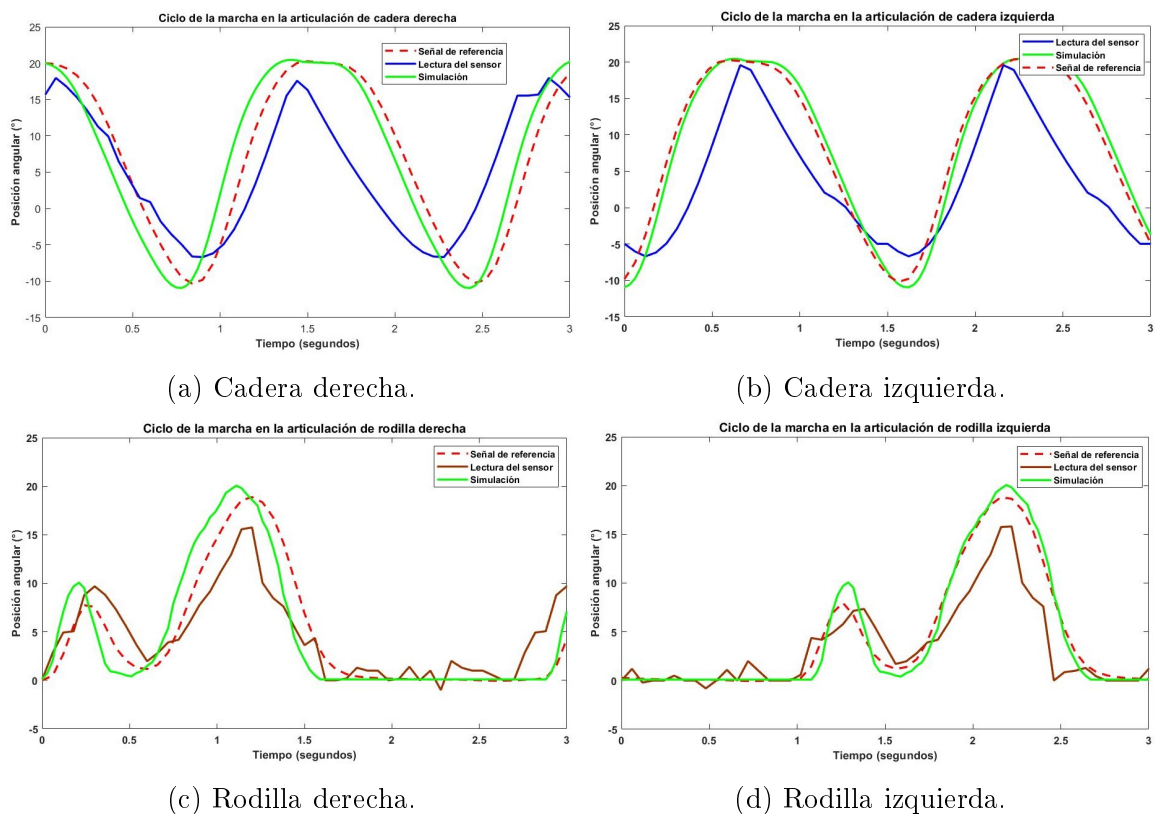 Ciclo de la marcha en la articulación de cadera derecha
25
20
15
10
5
0
-5
-10
-15
Posición angular (°)
Señal de referencia
Lectura del sensor
Simulación
0 0.5 1 1.5 2 2.5 3
Tiempo (segundos)
(a) Cadera derecha.
Ciclo de la marcha en la articulación de cadera izquierda
25
20
15
10
5
0
-5
-10
-15
Posición angular (°)
Lectura del sensor
Simulación
Señal de referencia
0 0.5 1 1.5 2 2.5 3
Tiempo (segundos)
(b) Cadera izquierda.
Ciclo de la marcha en la articulación de rodilla derecha
25
20
15
10
5
0
-5
Posición angular (°)
Señal de referencia
Lectura del sensor
Simulación
0 0.5 1 1.5 2 2.5 3
Tiempo (segundos)
(c) Rodilla derecha.
Ciclo de la marcha en la articulación de rodilla izquierda
25
20
15
10
5
0
-5
Posición angular (°)
Señal de referencia
Lectura del sensor
Simulación
0 0.5 1 1.5 2 2.5 3
Tiempo (segundos)
(d) Rodilla izquierda.